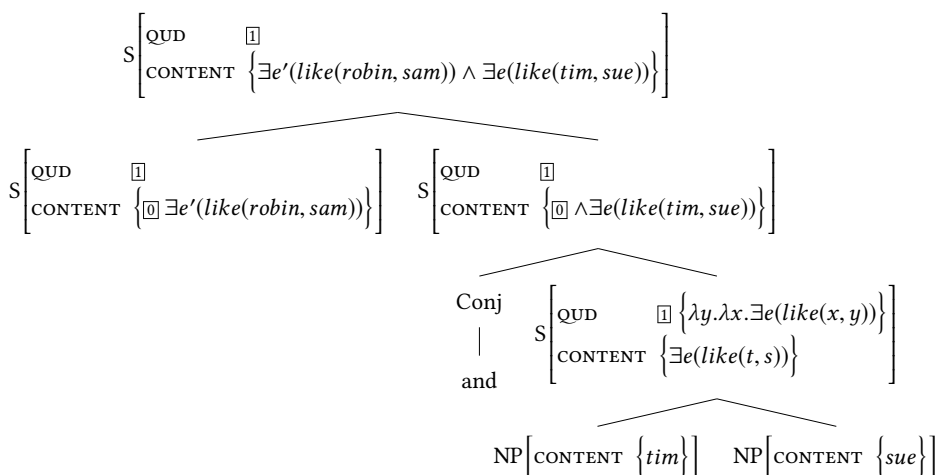 S[QUD 1
CONTENT {∃e′(like(robin, sam)) ∧ ∃e(like(tim, sue))}]
S[QUD 1
CONTENT {0 ∃e′(like(robin, sam))}]
S[QUD 1
CONTENT {0 ∧∃e(like(tim, sue))}]
Conj
and
S[QUD 1 {λy.λx.∃e(like(x, y))}
CONTENT {∃e(like(t, s))}]
NP[CONTENT {tim}] NP[CONTENT {sue}]